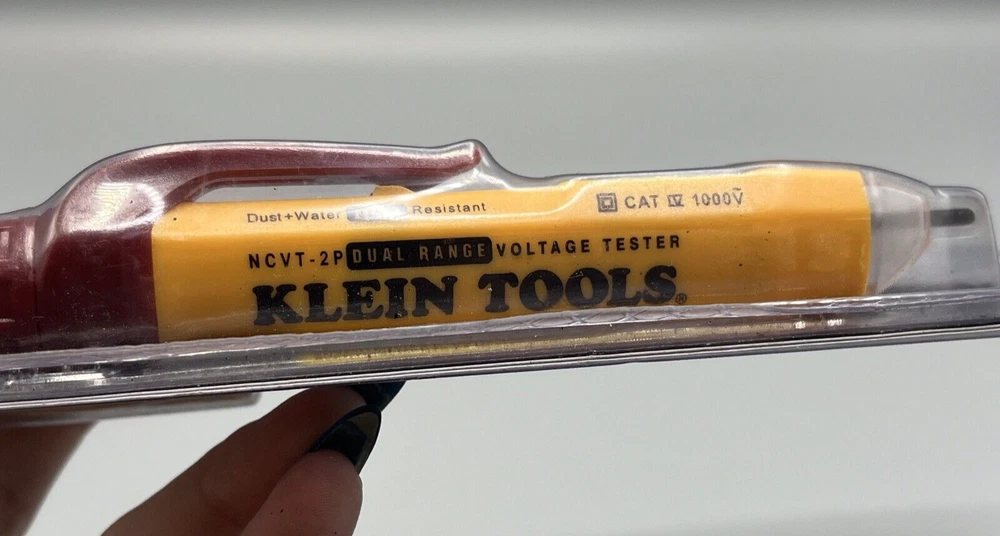 Dust+Water Resistant
CAT IV 1000V
NCVT-2P DUAL RANGE VOLTAGE TESTER
KLEIN TOOLS®